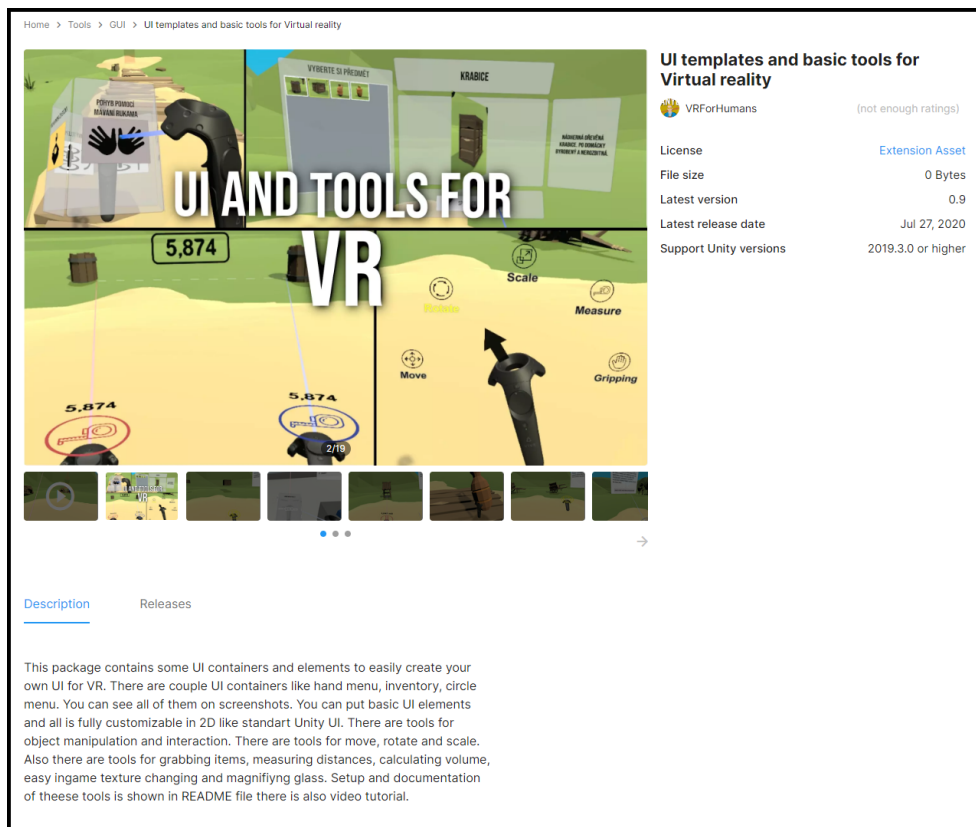 Home > Tools > GUI > UI templates and basic tools for Virtual reality
POHYB POMOCÍ
MÁVÁNÍ RUKAMA
VYBERTE SI PŘEDMĚT
KRABICE
NÁDHERNÁ DŘEVĚNÁ
KRABICE. PO DOMÁCKY
VYROBENÝ A NEROZBITNÁ.
UI AND TOOLS FOR
VR
5,874
Scale
Rotate
Measure
Move
Gripping
5,874
5,874
2/19
UI templates and basic tools for
Virtual reality
VRForHumans (not enough ratings)
License Extension Asset
File size 0 Bytes
Latest version 0.9
Latest release date Jul 27, 2020
Support Unity versions 2019.3.0 or higher
Description Releases
This package contains some UI containers and elements to easily create your
own UI for VR. There are couple UI containers like hand menu, inventory, circle
menu. You can see all of them on screenshots. You can put basic UI elements
and all is fully customizable in 2D like standart Unity UI. There are tools for
object manipulation and interaction. There are tools for move, rotate and scale.
Also there are tools for grabbing items, measuring distances, calculating volume,
easy ingame texture changing and magnifiyng glass. Setup and documentation
of theese tools is shown in README file there is also video tutorial.